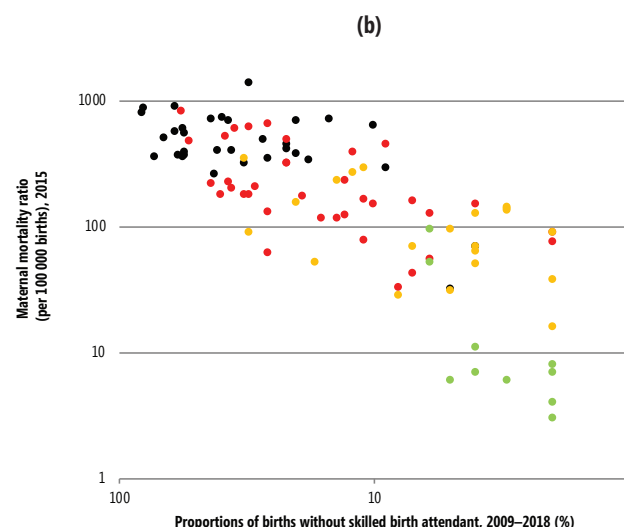 (b)
Maternal mortality ratio
(per 100 000 births), 2015
1000
100
10
1
100
10
Proportions of births without skilled birth attendant, 2009–2018 (%)